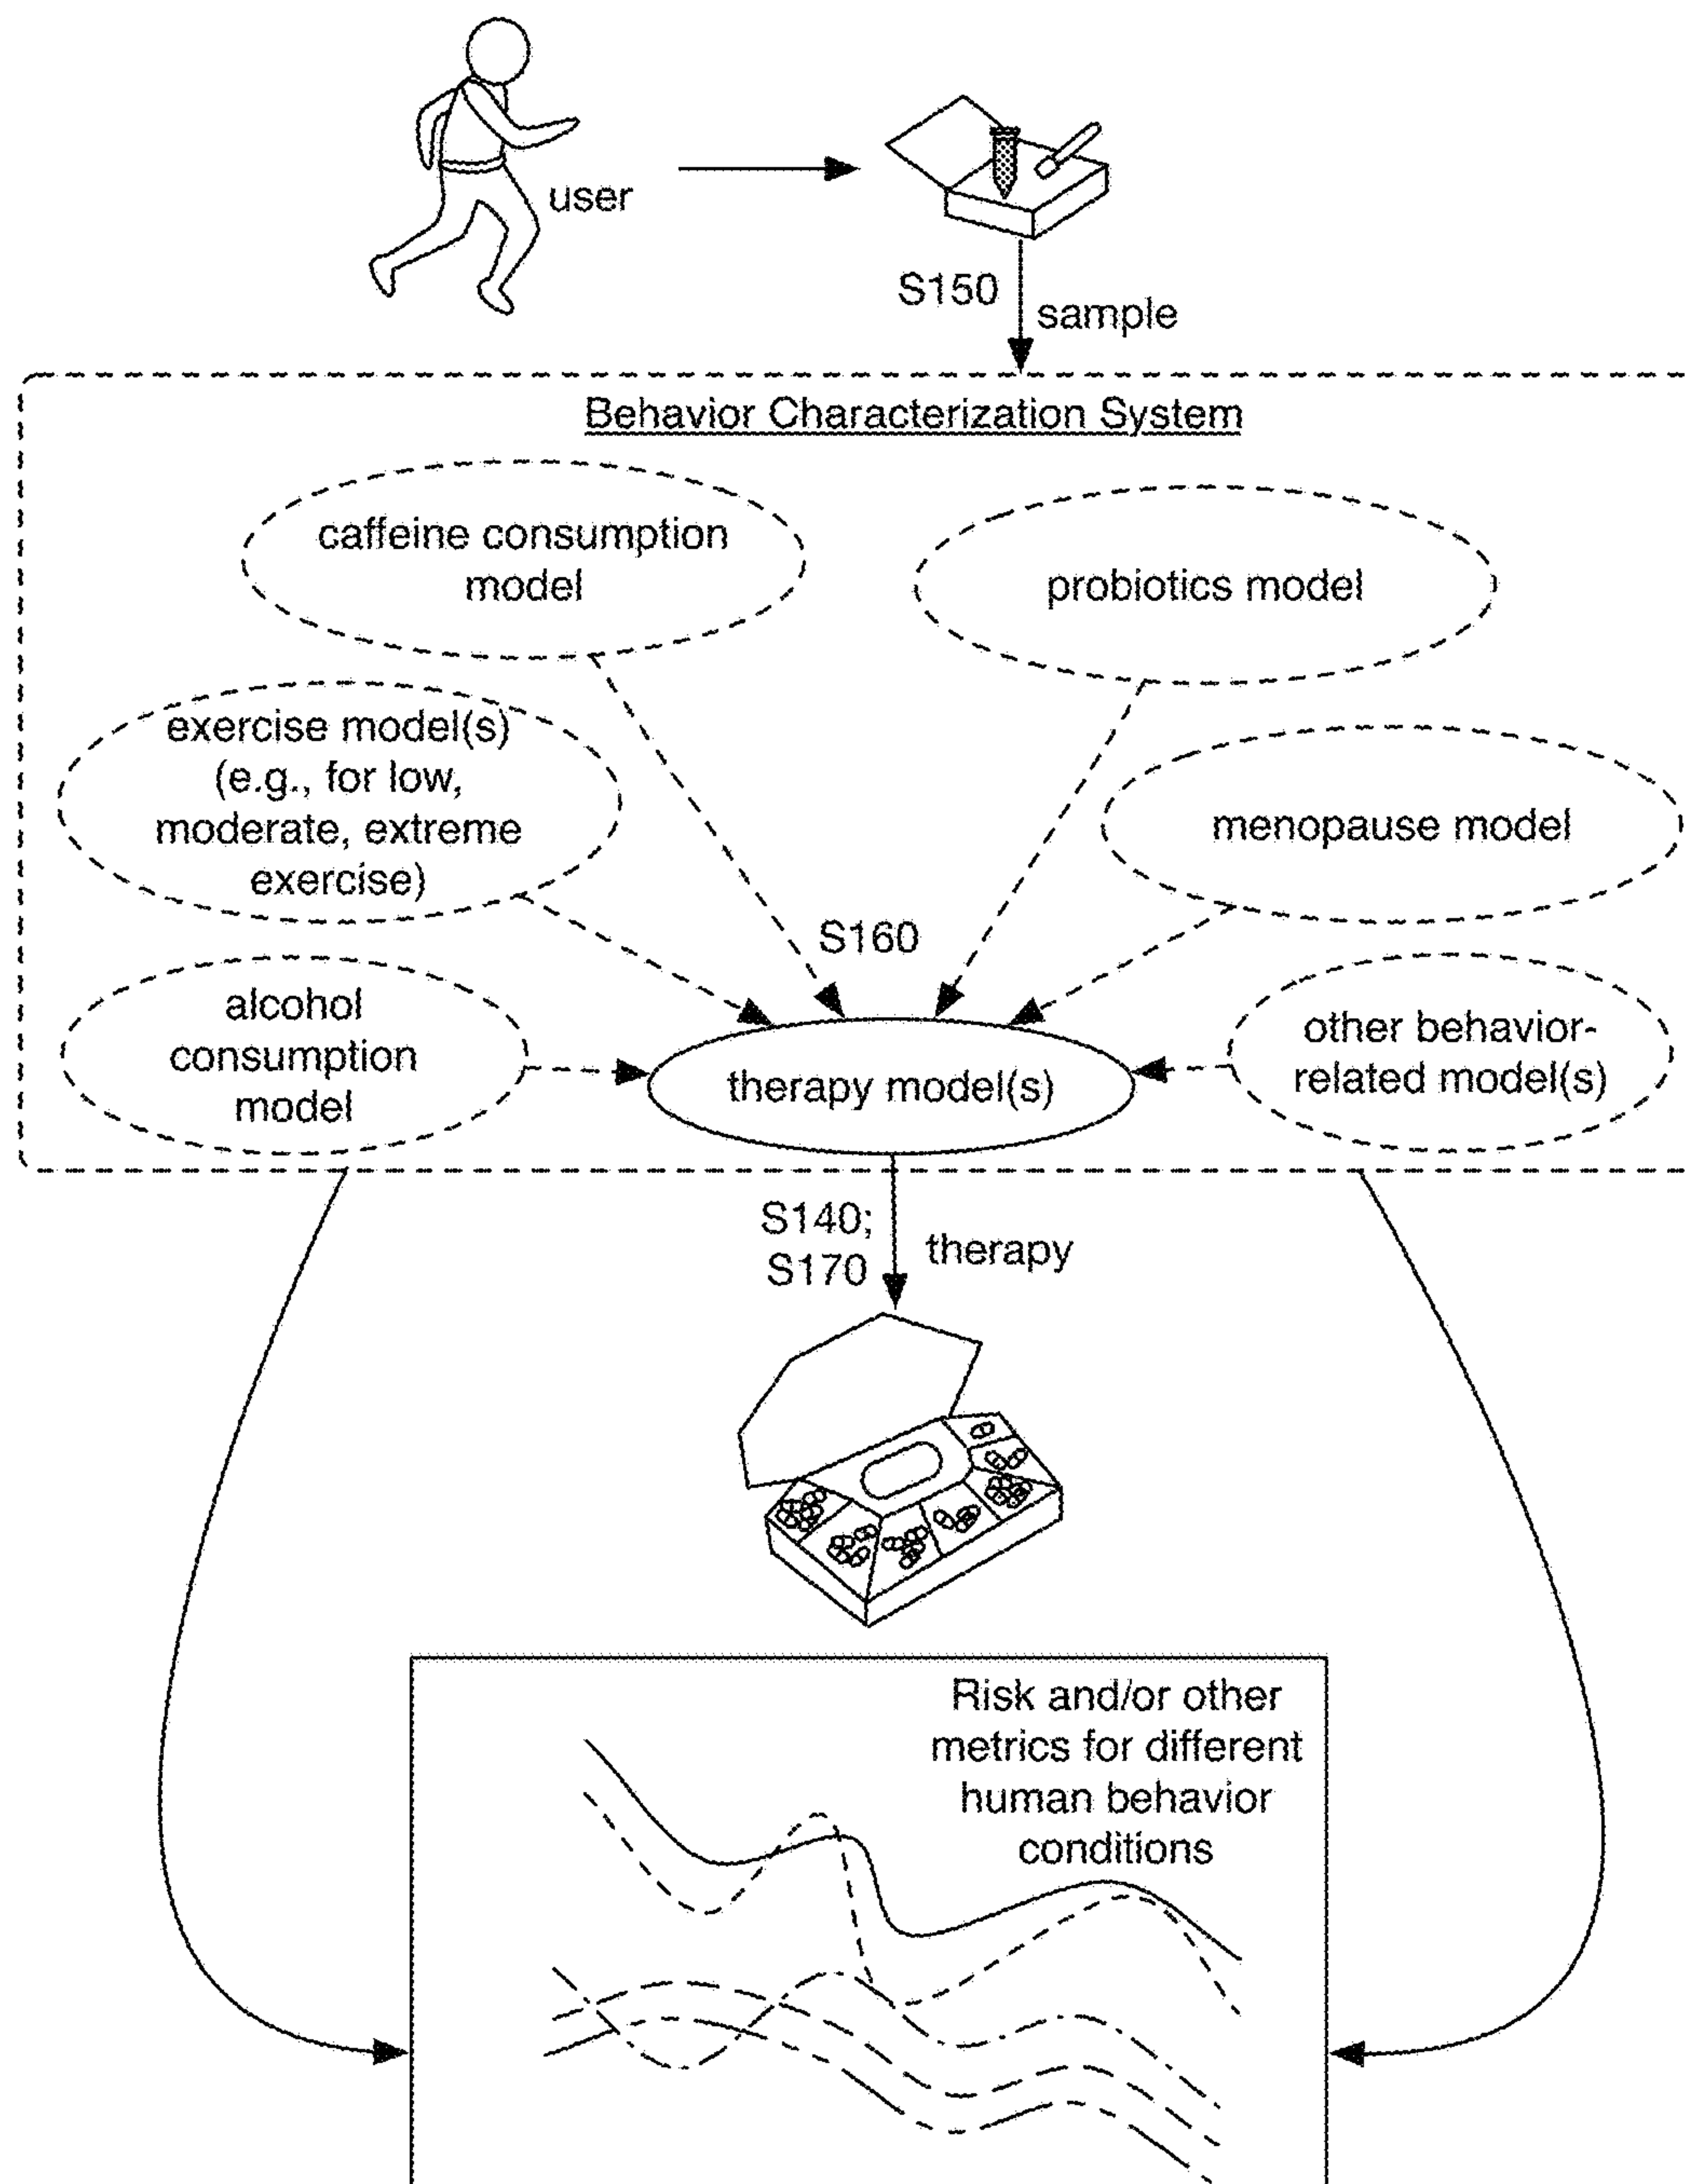 user
S150
sample
Behavior Characterization System
caffeine consumption
model
probiotics model
exercise model(s)
(e.g., for low,
moderate, extreme
exercise)
menopause model
S160
alcohol
consumption
model
therapy model(s)
other behavior-
related model(s)
S140;
S170
therapy
Risk and/or other
metrics for different
human behavior
conditions